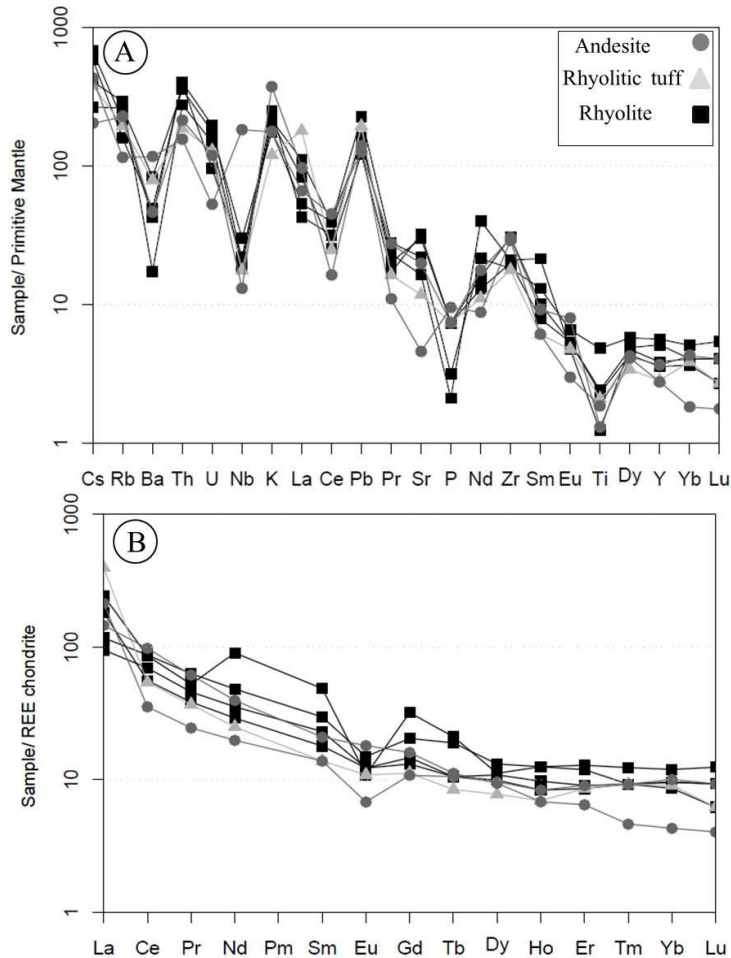 A
Andesite
Rhyolitic tuff
Rhyolite
Sample/ Primitive Mantle
1000
100
10
1
Cs Rb Ba Th U Nb K La Ce Pb Pr Sr P Nd Zr Sm Eu Ti Dy Y Yb Lu
B
Sample/ REE chondrite
1000
100
10
1
La Ce Pr Nd Pm Sm Eu Gd Tb Dy Ho Er Tm Yb Lu